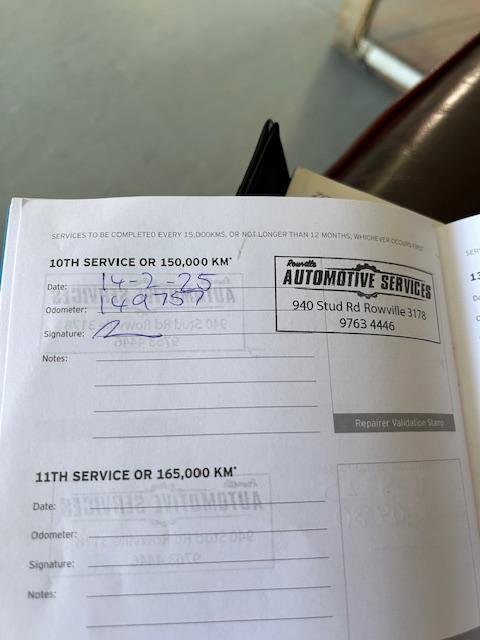 SERVICES TO BE COMPLETED EVERY 15,000KMS, OR NOT LONGER THAN 12 MONTHS, WHICHEVER OCCURS FIRST
10TH SERVICE OR 150,000 KM*
Date: 14-2-25
Odometer: 149757
Signature:
Notes:
Rowville
AUTOMOTIVE SERVICES
940 Stud Rd Rowville 3178
9763 4446
Repairer Validation Stamp
11TH SERVICE OR 165,000 KM*
Date:
Odometer:
Signature:
Notes: